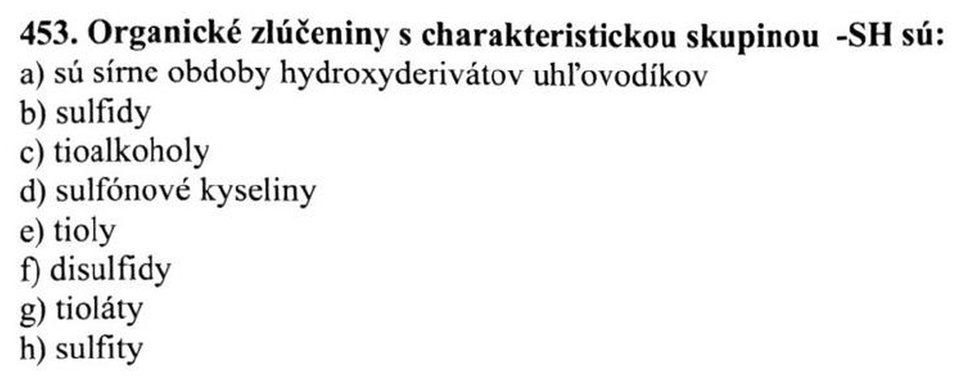 453. Organické zlúčeniny s charakteristickou skupinou -SH sú:
a) sú sírne obdoby hydroxyderivátov uhľovodíkov
b) sulfidy
c) tioalkoholy
d) sulfónové kyseliny
e) tioly
f) disulfidy
g) tioláty
h) sulfity